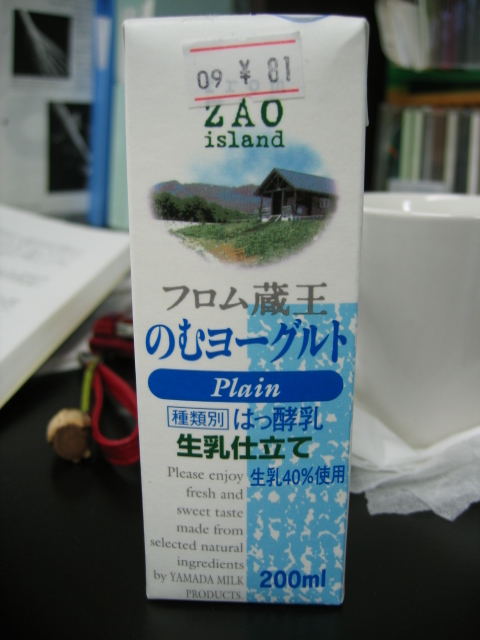 09 ¥ 81
ZAO
island
フロム蔵王
のむヨーグルト
Plain
種類別 はっ酵乳
生乳仕立て
生乳40%使用
Please enjoy
fresh and
sweet taste
made from
selected natural
ingredients
by YAMADA MILK
PRODUCTS.
200ml